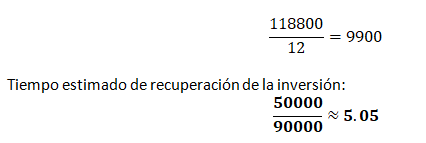 118800
12 = 9900
Tiempo estimado de recuperación de la inversión:
50000
90000 ≈ 5.05